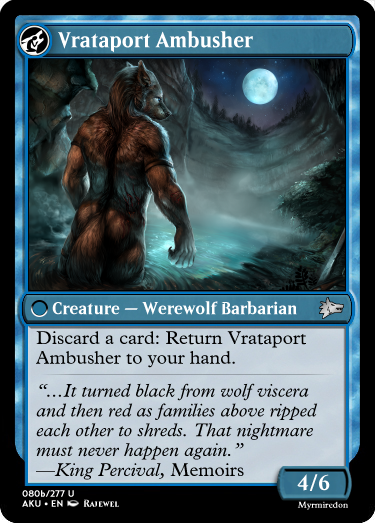 Vrataport Ambusher
Creature — Werewolf Barbarian
Discard a card: Return Vrataport
Ambusher to your hand.
“...It turned black from wolf viscera
and then red as families above ripped
each other to shreds. That nightmare
must never happen again.”
—King Percival, Memoirs
4/6
080b/277 U
AKU • EN Rajewel
Myrmiredon